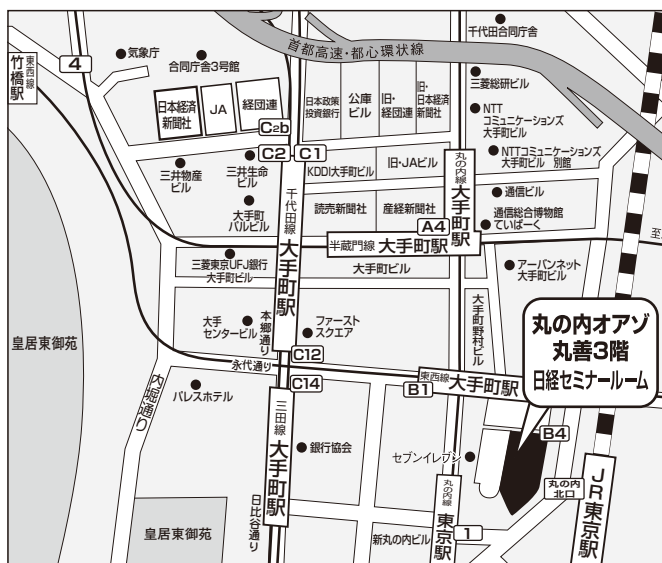 千代田合同庁舎
首都高速・都心環状線
気象庁
合同庁舎3号館
東西線
竹橋駅
4
三菱総研ビル
日本経済
新聞社
JA
経団連
日本政策
投資銀行
公庫
ビル
旧・
経団連
旧・
日本経済
新聞社
NTT
コミュニケーションズ
大手町ビル
C2b
C2
C1
NTTコミュニケーションズ
大手町ビル 別館
三井物産
ビル
三井生命
ビル
KDDI大手町ビル
旧・JAビル
丸の内線
大手町駅
通信ビル
大手町
パルビル
千代田線
大手町駅
読売新聞社
産経新聞社
A4
通信総合博物館
ていぱーく
半蔵門線
大手町駅
至
三菱東京UFJ銀行
大手町ビル
大手町ビル
アーバンネット
大手町ビル
大手
センタービル
本郷通り
ファースト
スクエア
大手町野村ビル
丸の内オアゾ
丸善3階
日経セミナールーム
皇居東御苑
内堀通り
永代通り
C12
C14
東西線
大手町駅
B1
パレスホテル
三田線
大手町駅
銀行協会
セブンイレブン
B4
丸の内
北口
JR東京駅
皇居東御苑
日比谷通り
新丸の内ビル
丸の内線
東京駅
1